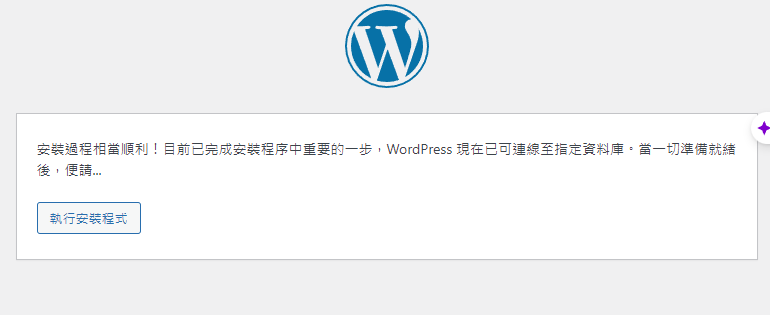 安裝過程相當順利！目前已完成安裝程序中重要的一步，WordPress 現在已可連線至指定資料庫。當一切準備就緒
後，便請...
執行安裝程式